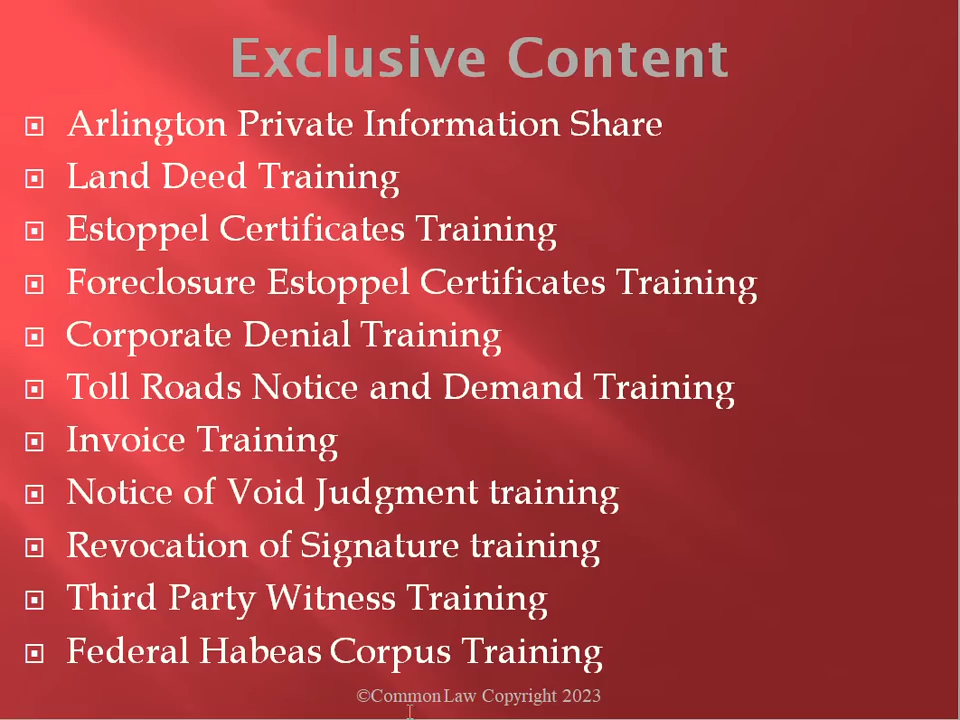 Exclusive Content
Arlington Private Information Share
Land Deed Training
Estoppel Certificates Training
Foreclosure Estoppel Certificates Training
Corporate Denial Training
Toll Roads Notice and Demand Training
Invoice Training
Notice of Void Judgment training
Revocation of Signature training
Third Party Witness Training
Federal Habeas Corpus Training
©Common Law Copyright 2023